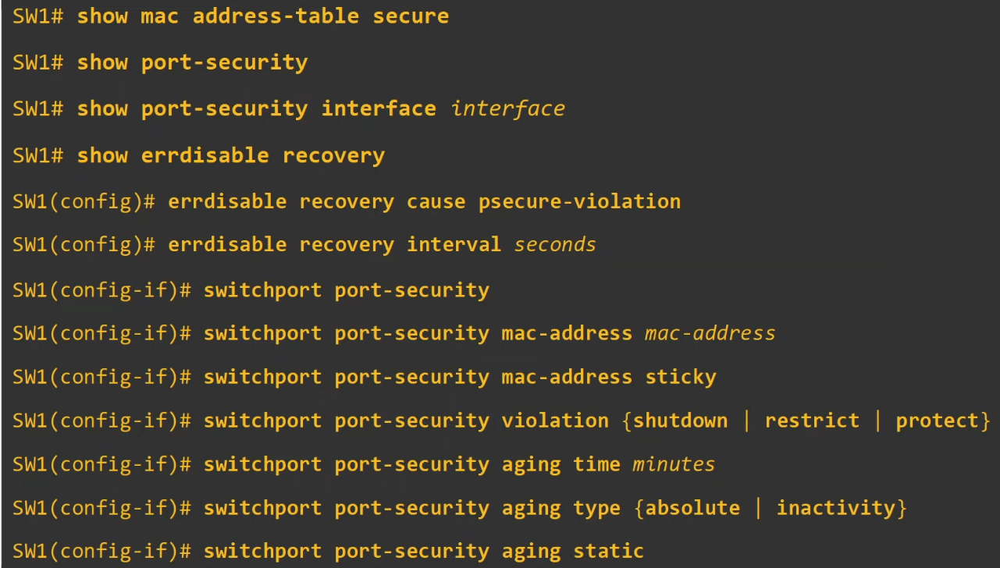 SW1# show mac address-table secure
SW1# show port-security
SW1# show port-security interface interface
SW1# show errdisable recovery
SW1(config)# errdisable recovery cause psecure-violation
SW1(config)# errdisable recovery interval seconds
SW1(config-if)# switchport port-security
SW1(config-if)# switchport port-security mac-address mac-address
SW1(config-if)# switchport port-security mac-address sticky
SW1(config-if)# switchport port-security violation {shutdown | restrict | protect}
SW1(config-if)# switchport port-security aging time minutes
SW1(config-if)# switchport port-security aging type {absolute | inactivity}
SW1(config-if)# switchport port-security aging static